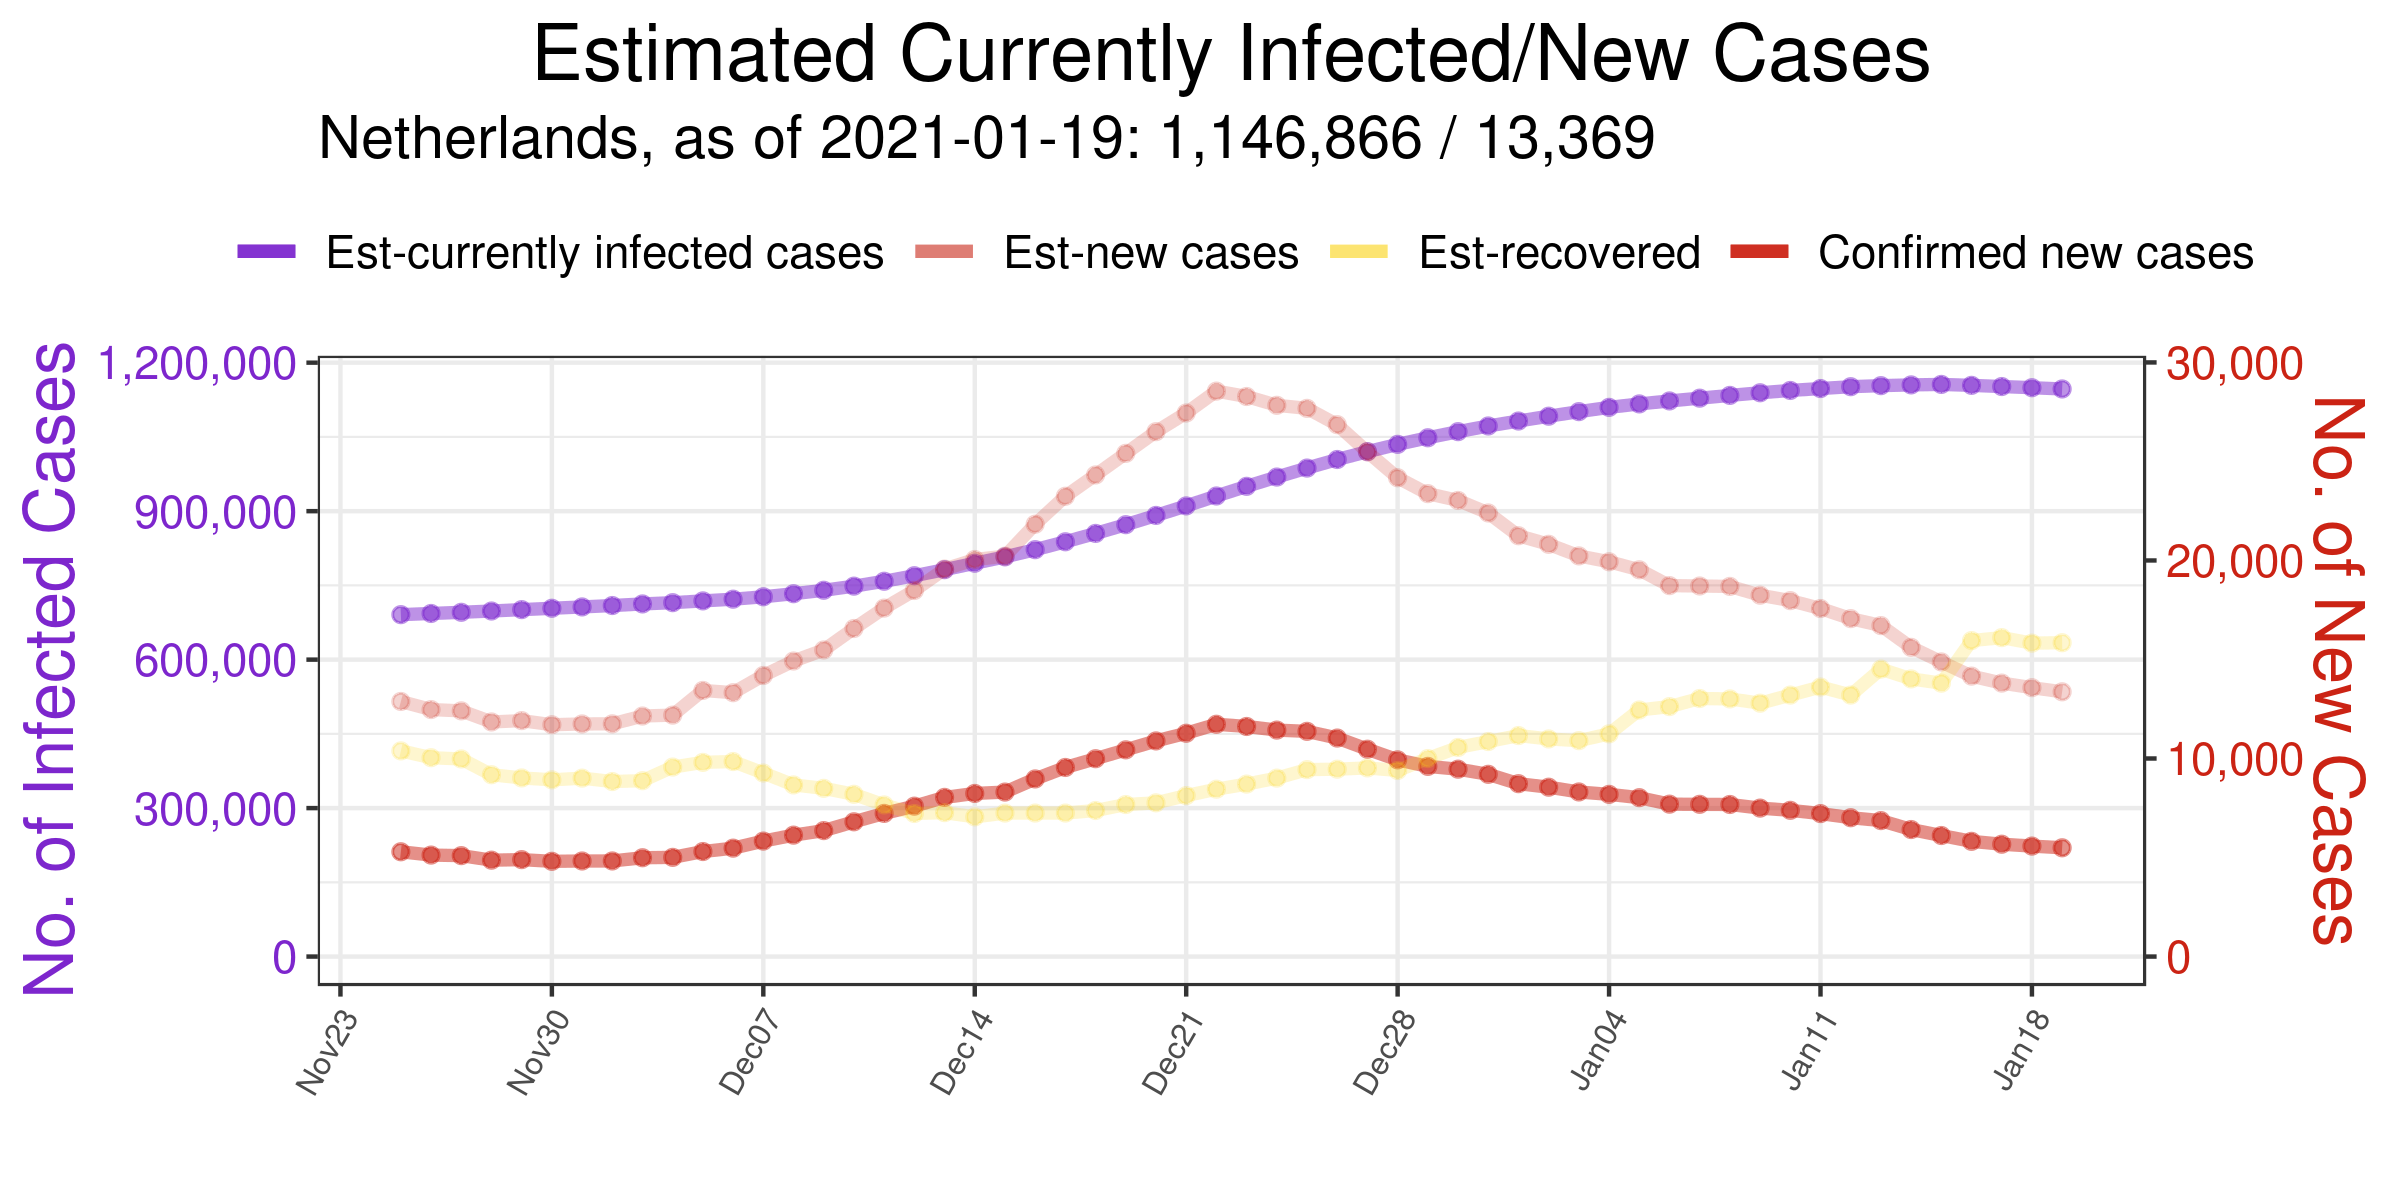 Estimated Currently Infected/New Cases
Netherlands, as of 2021-01-19: 1,146,866 / 13,369
Est-currently infected cases Est-new cases Est-recovered Confirmed new cases
No. of Infected Cases
1,200,000
900,000
600,000
300,000
0
30,000
20,000
10,000
0
No. of New Cases
Nov23 Nov30 Dec07 Dec14 Dec21 Dec28 Jan04 Jan11 Jan18